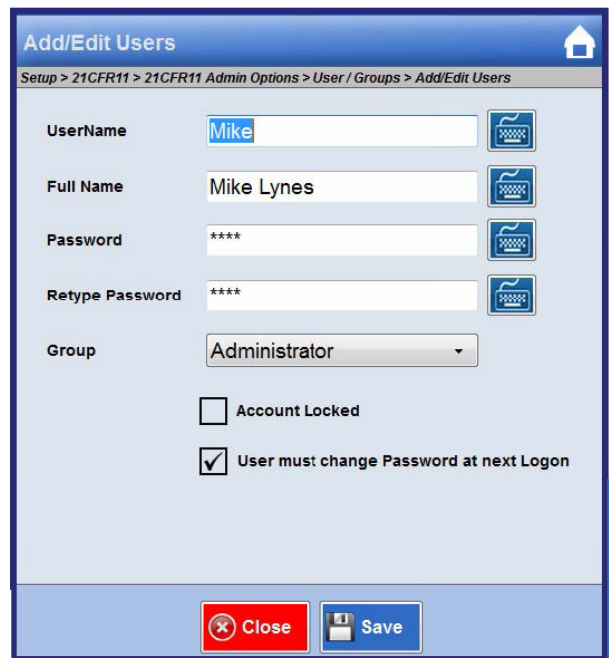 Add/Edit Users
Setup > 21CFR11 > 21CFR11 Admin Options > User / Groups > Add/Edit Users
UserName Mike
Full Name Mike Lynes
Password ****
Retype Password ****
Group Administrator
Account Locked
User must change Password at next Logon
Close Save